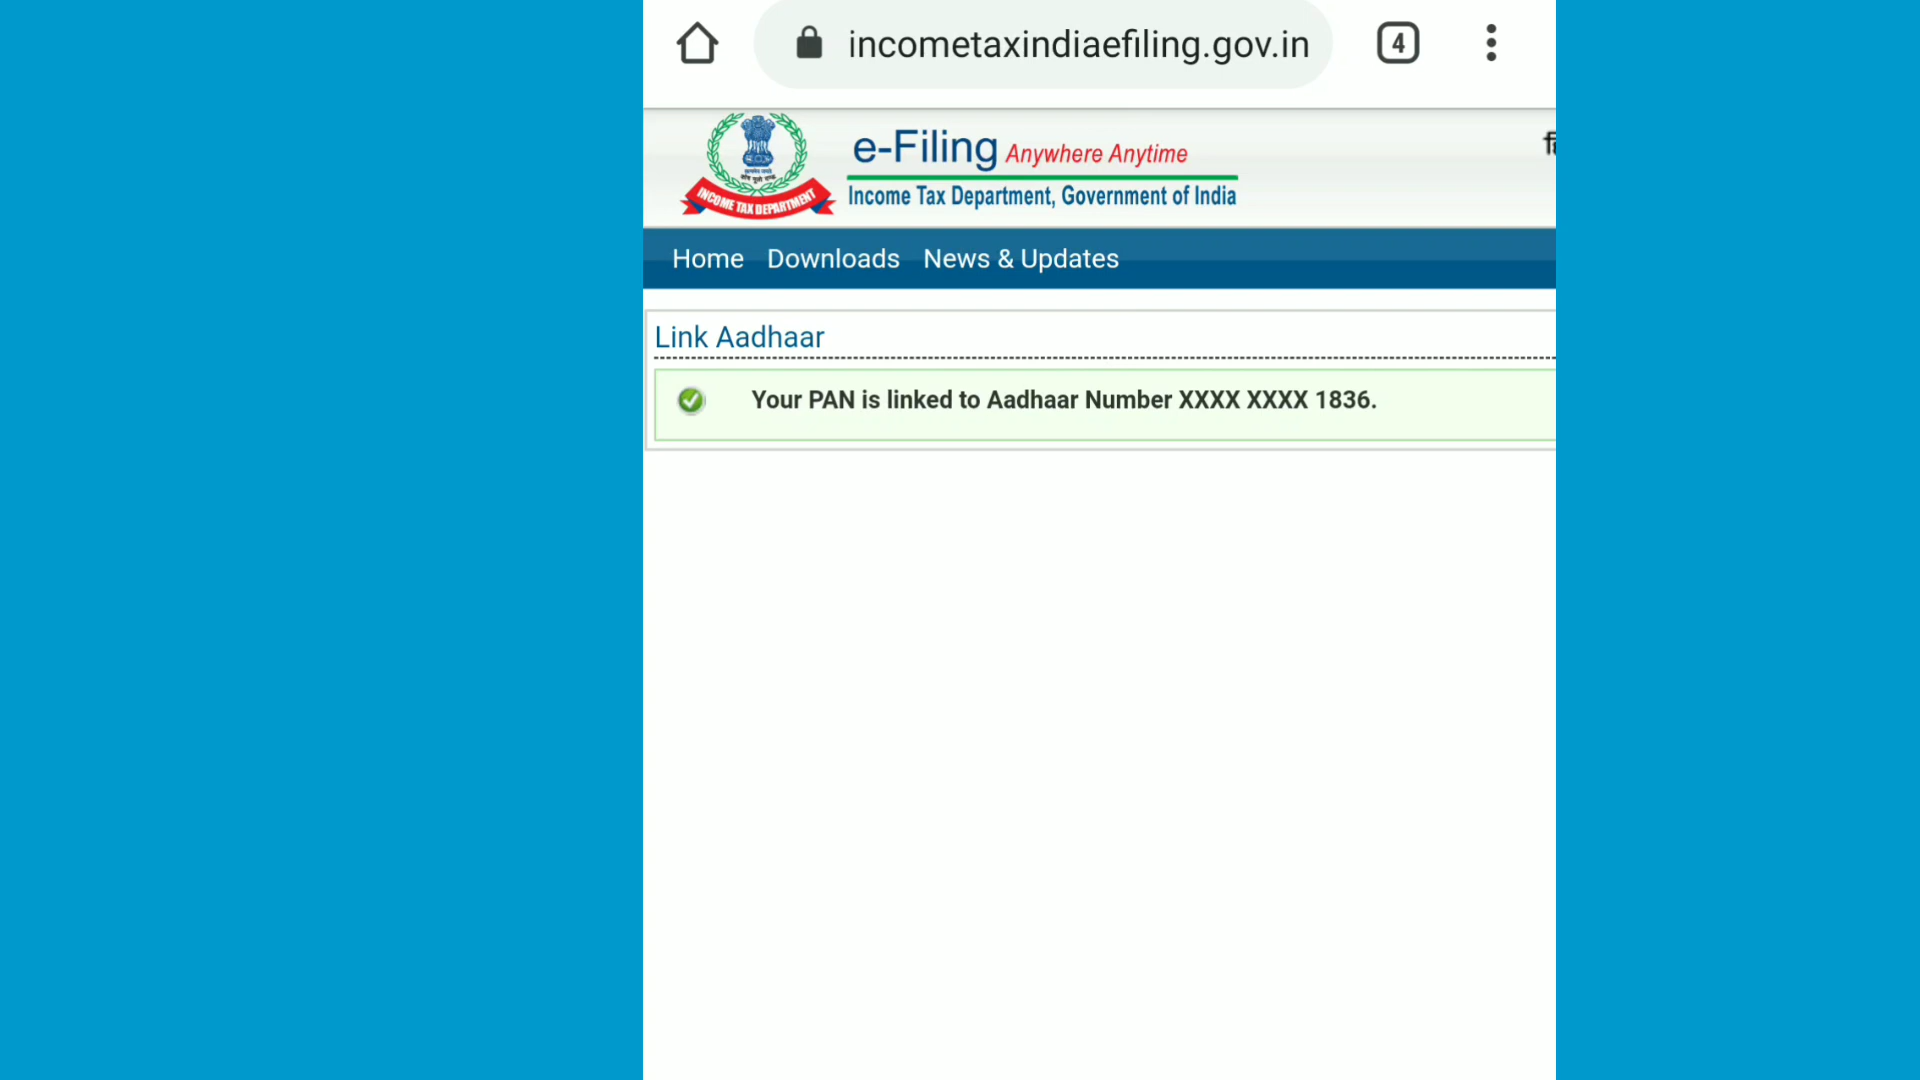 incometaxindiaefiling.gov.in
4
e-Filing Anywhere Anytime
Income Tax Department, Government of India
INCOME TAX DEPARTMENT
Home Downloads News & Updates
Link Aadhaar
Your PAN is linked to Aadhaar Number XXXX XXXX 1836.